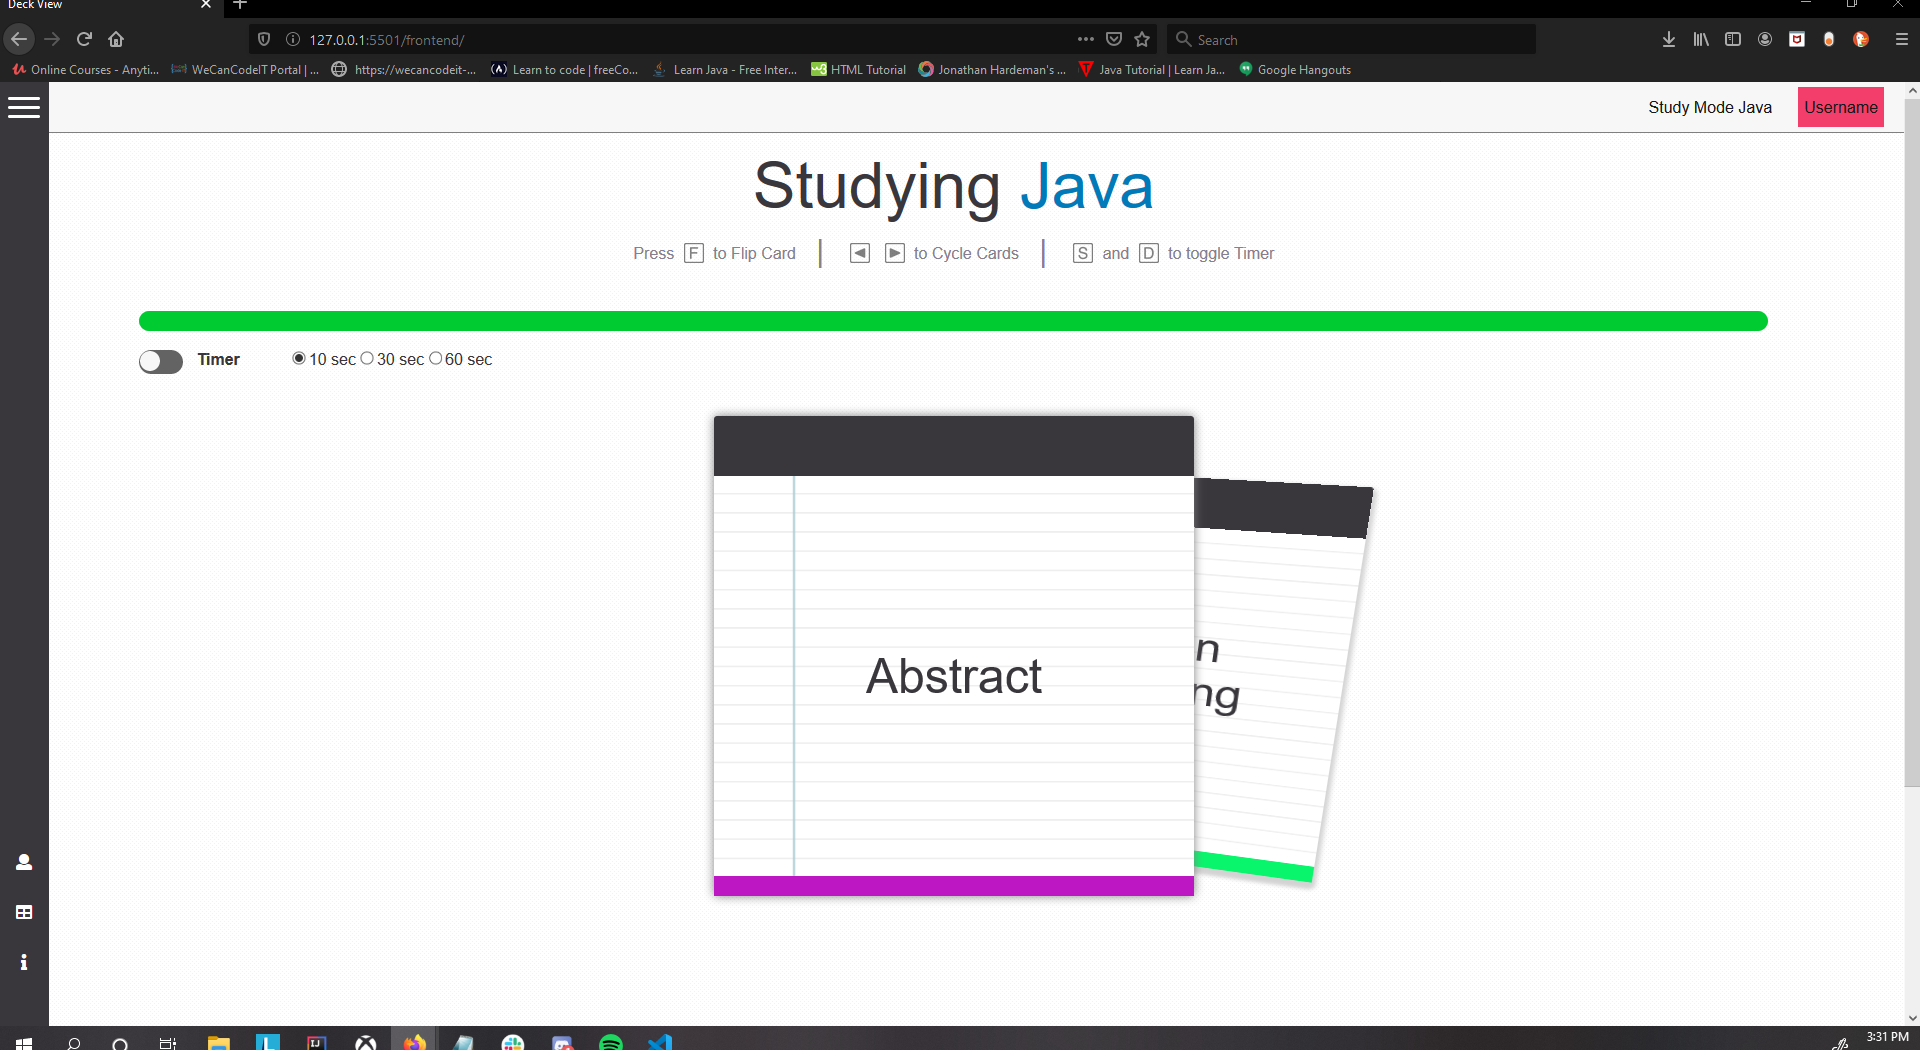 Deck View
127.0.0.1:5501/frontend/
Search
Online Courses - Anyti...
WeCanCodeIT Portal | ...
https://wecancodeit-...
Learn to code | freeCo...
Learn Java - Free Inter...
HTML Tutorial
Jonathan Hardeman's ...
Java Tutorial | Learn Ja...
Google Hangouts
Study Mode Java
Username
Studying Java
Press F to Flip Card | ◀ ▶ to Cycle Cards | S and D to toggle Timer
Timer
10 sec 30 sec 60 sec
Abstract
n
ng
3:31 PM